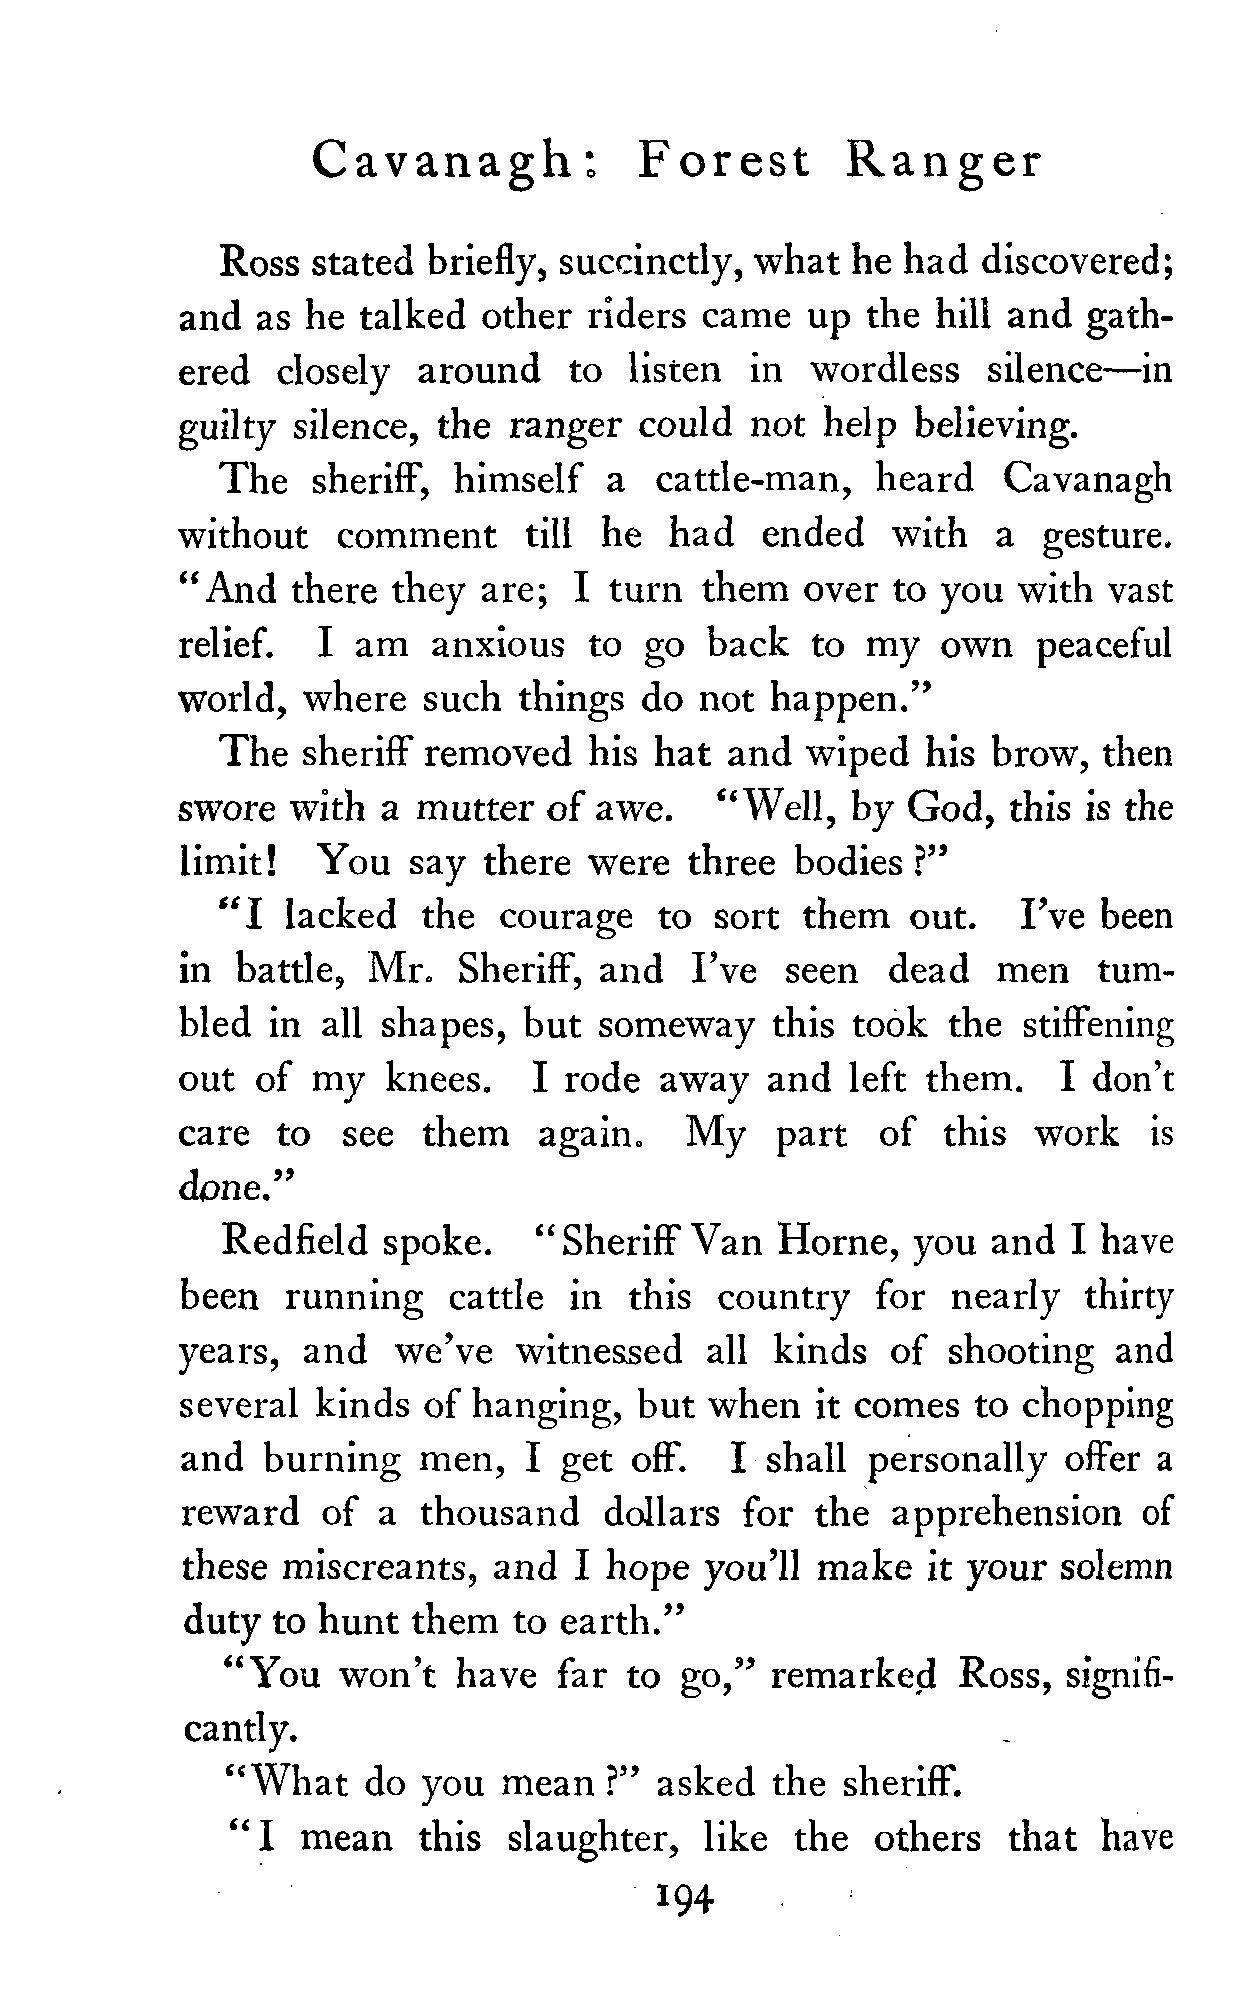 Cavanagh: Forest Ranger
Ross stated briefly, succinctly, what he had discovered;
and as he talked other riders came up the hill and gath-
ered closely around to listen in wordless silence—in
guilty silence, the ranger could not help believing.
The sheriff, himself a cattle-man, heard Cavanagh
without comment till he had ended with a gesture.
"And there they are; I turn them over to you with vast
relief. I am anxious to go back to my own peaceful
world, where such things do not happen."
The sheriff removed his hat and wiped his brow, then
swore with a mutter of awe. "Well, by God, this is the
limit! You say there were three bodies?"
"I lacked the courage to sort them out. I've been
in battle, Mr. Sheriff, and I've seen dead men tum-
bled in all shapes, but someway this took the stiffening
out of my knees. I rode away and left them. I don't
care to see them again. My part of this work is
done."
Redfield spoke. "Sheriff Van Horne, you and I have
been running cattle in this country for nearly thirty
years, and we've witnessed all kinds of shooting and
several kinds of hanging, but when it comes to chopping
and burning men, I get off. I shall personally offer a
reward of a thousand dollars for the apprehension of
these miscreants, and I hope you'll make it your solemn
duty to hunt them to earth."
"You won't have far to go," remarked Ross, signifi-
cantly.
"What do you mean?" asked the sheriff.
"I mean this slaughter, like the others that have
194